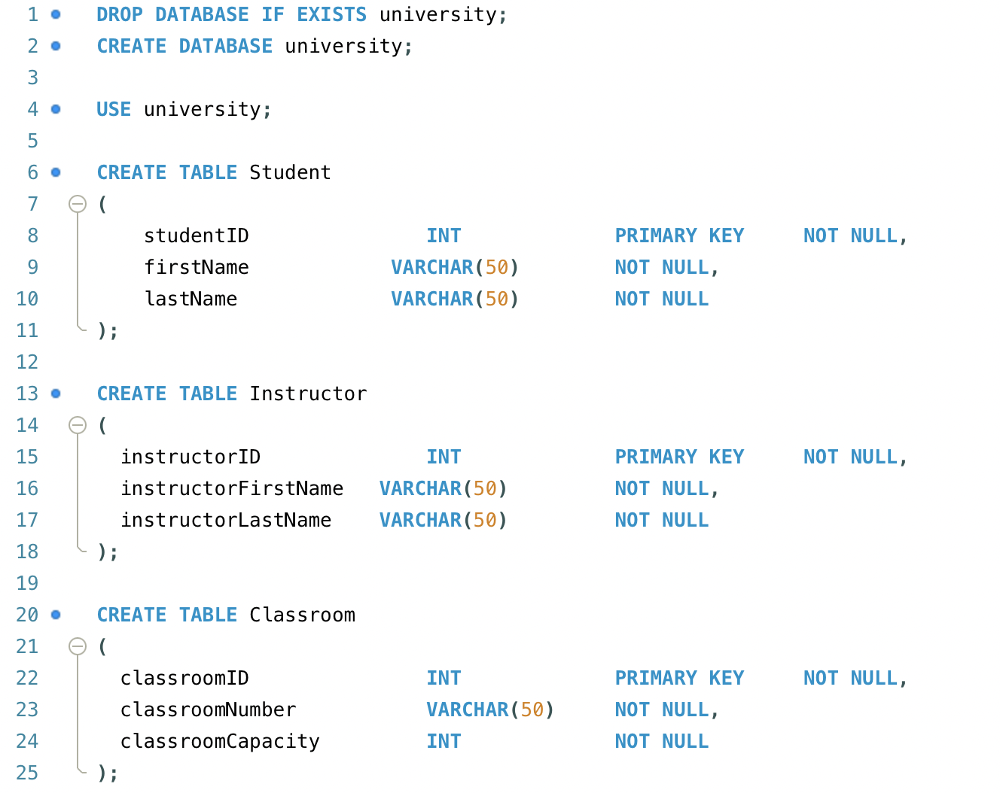 1 DROP DATABASE IF EXISTS university;
2 CREATE DATABASE university;
3
4 USE university;
5
6 CREATE TABLE Student
7 (
8 studentID INT PRIMARY KEY NOT NULL,
9 firstName VARCHAR(50) NOT NULL,
10 lastName VARCHAR(50) NOT NULL
11 );
12
13 CREATE TABLE Instructor
14 (
15 instructorID INT PRIMARY KEY NOT NULL,
16 instructorFirstName VARCHAR(50) NOT NULL,
17 instructorLastName VARCHAR(50) NOT NULL
18 );
19
20 CREATE TABLE Classroom
21 (
22 classroomID INT PRIMARY KEY NOT NULL,
23 classroomNumber VARCHAR(50) NOT NULL,
24 classroomCapacity INT NOT NULL
25 );